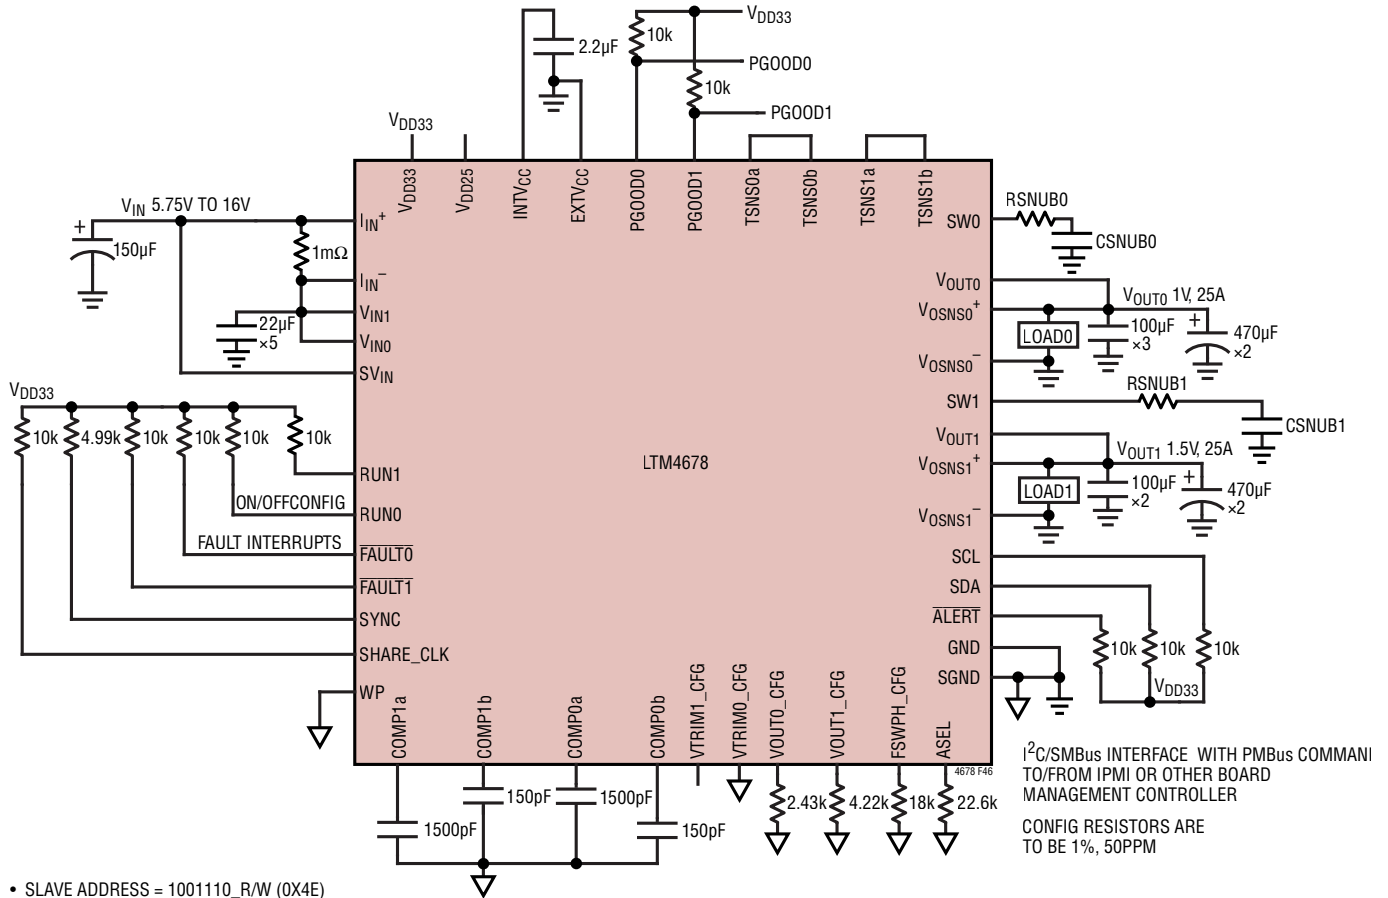 VDD33
10k
2.2µF
PGOOD0
10k
PGOOD1
VDD33
VDD33
VDD25
INTVCC
EXTVCC
PGOOD0
PGOOD1
TSNS0a
TSNS0b
TSNS1a
TSNS1b
VIN 5.75V TO 16V
+
150µF
1mΩ
22µF
×5
IIN+
IIN−
VIN1
VIN0
SVIN
VDD33
10k
4.99k
10k
10k
10k
10k
ON/OFFCONFIG
FAULT INTERRUPTS
RUN1
RUN0
FAULT0
FAULT1
SYNC
SHARE_CLK
WP
LTM4678
SW0
RSNUB0
CSNUB0
VOUT0
VOSNS0+
VOUT0 1V, 25A
LOAD0
100µF
×3
+
470µF
×2
VOSNS0−
RSNUB1
SW1
CSNUB1
VOUT1
VOSNS1+
VOUT1 1.5V, 25A
LOAD1
100µF
×2
+
470µF
×2
VOSNS1−
SCL
SDA
ALERT
GND
SGND
10k
10k
10k
VDD33
COMP1a
COMP1b
COMP0a
COMP0b
VTRIM1_CFG
VTRIM0_CFG
VOUT0_CFG
VOUT1_CFG
FSWPH_CFG
ASEL
4678 F46
1500pF
150pF
1500pF
150pF
2.43k
4.22k
18k
22.6k
I2C/SMBus INTERFACE WITH PMBus COMMAN
TO/FROM IPMI OR OTHER BOARD
MANAGEMENT CONTROLLER
CONFIG RESISTORS ARE
TO BE 1%, 50PPM
• SLAVE ADDRESS = 1001110_R/W (0X4E)